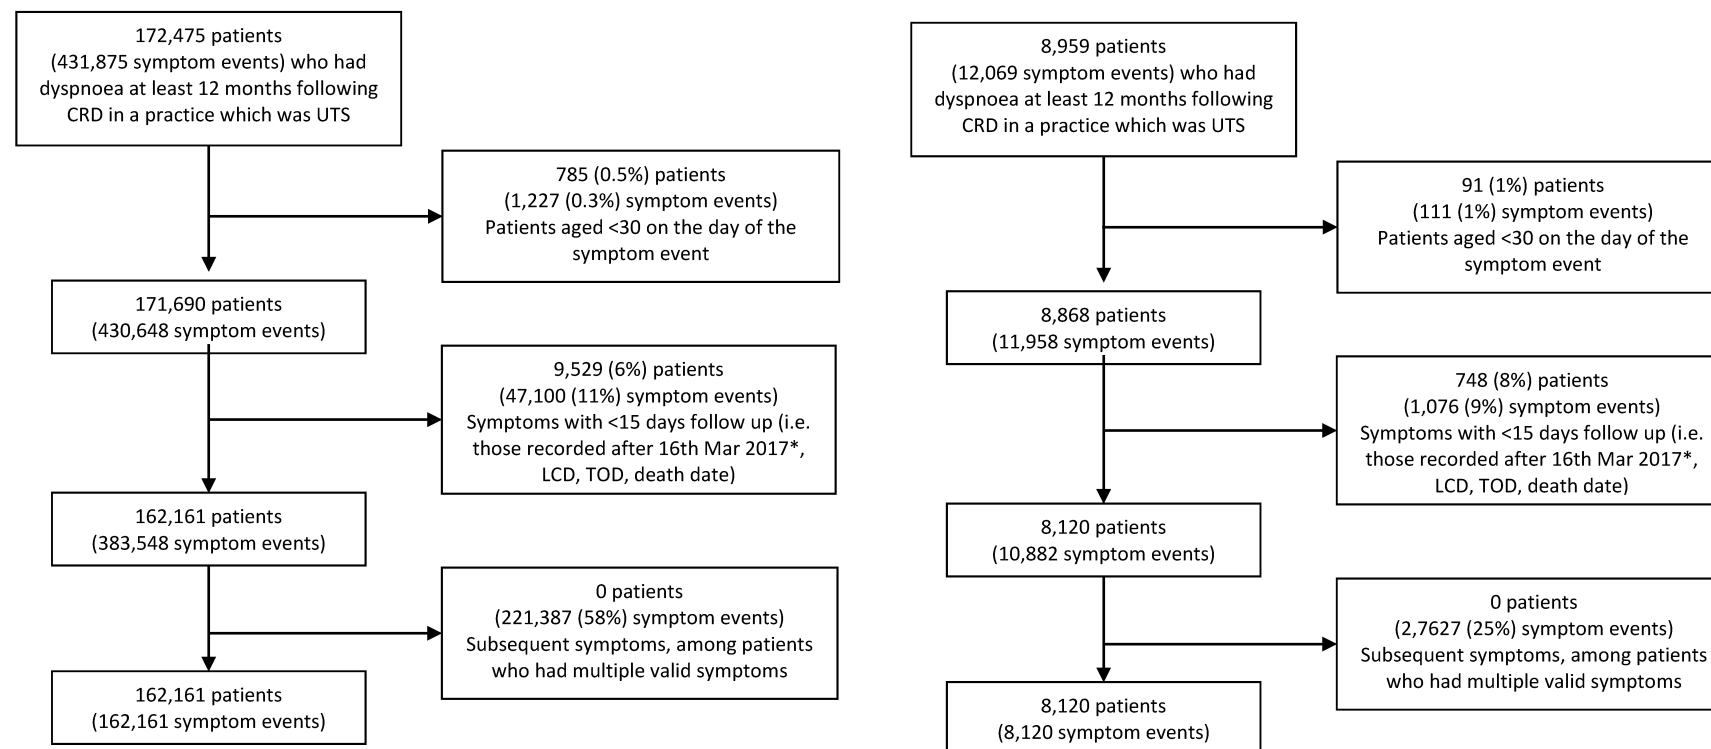 172,475 patients
(431,875 symptom events) who had
dyspnoea at least 12 months following
CRD in a practice which was UTS
785 (0.5%) patients
(1,227 (0.3%) symptom events)
Patients aged <30 on the day of the
symptom event
171,690 patients
(430,648 symptom events)
9,529 (6%) patients
(47,100 (11%) symptom events)
Symptoms with <15 days follow up (i.e.
those recorded after 16th Mar 2017*,
LCD, TOD, death date)
162,161 patients
(383,548 symptom events)
0 patients
(221,387 (58%) symptom events)
Subsequent symptoms, among patients
who had multiple valid symptoms
162,161 patients
(162,161 symptom events)
8,959 patients
(12,069 symptom events) who had
dyspnoea at least 12 months following
CRD in a practice which was UTS
91 (1%) patients
(111 (1%) symptom events)
Patients aged <30 on the day of the
symptom event
8,868 patients
(11,958 symptom events)
748 (8%) patients
(1,076 (9%) symptom events)
Symptoms with <15 days follow up (i.e.
those recorded after 16th Mar 2017*,
LCD, TOD, death date)
8,120 patients
(10,882 symptom events)
0 patients
(2,7627 (25%) symptom events)
Subsequent symptoms, among patients
who had multiple valid symptoms
8,120 patients
(8,120 symptom events)